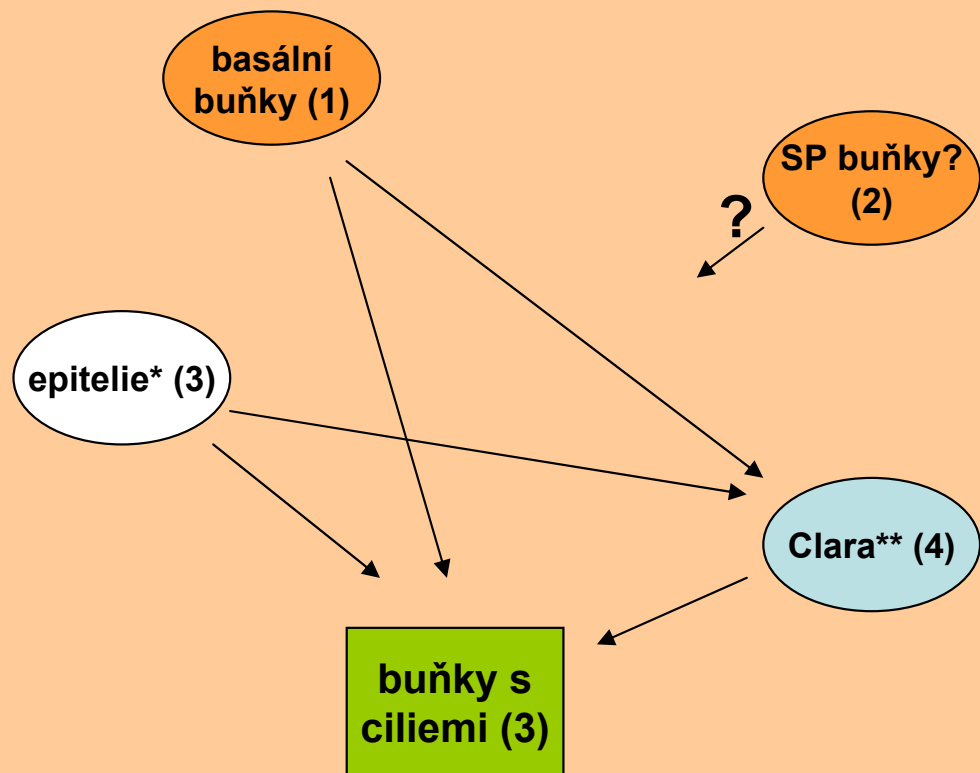 basální
buňky (1)
SP buňky?
(2)
?
epitelie* (3)
Clara** (4)
buňky s
ciliemi (3)